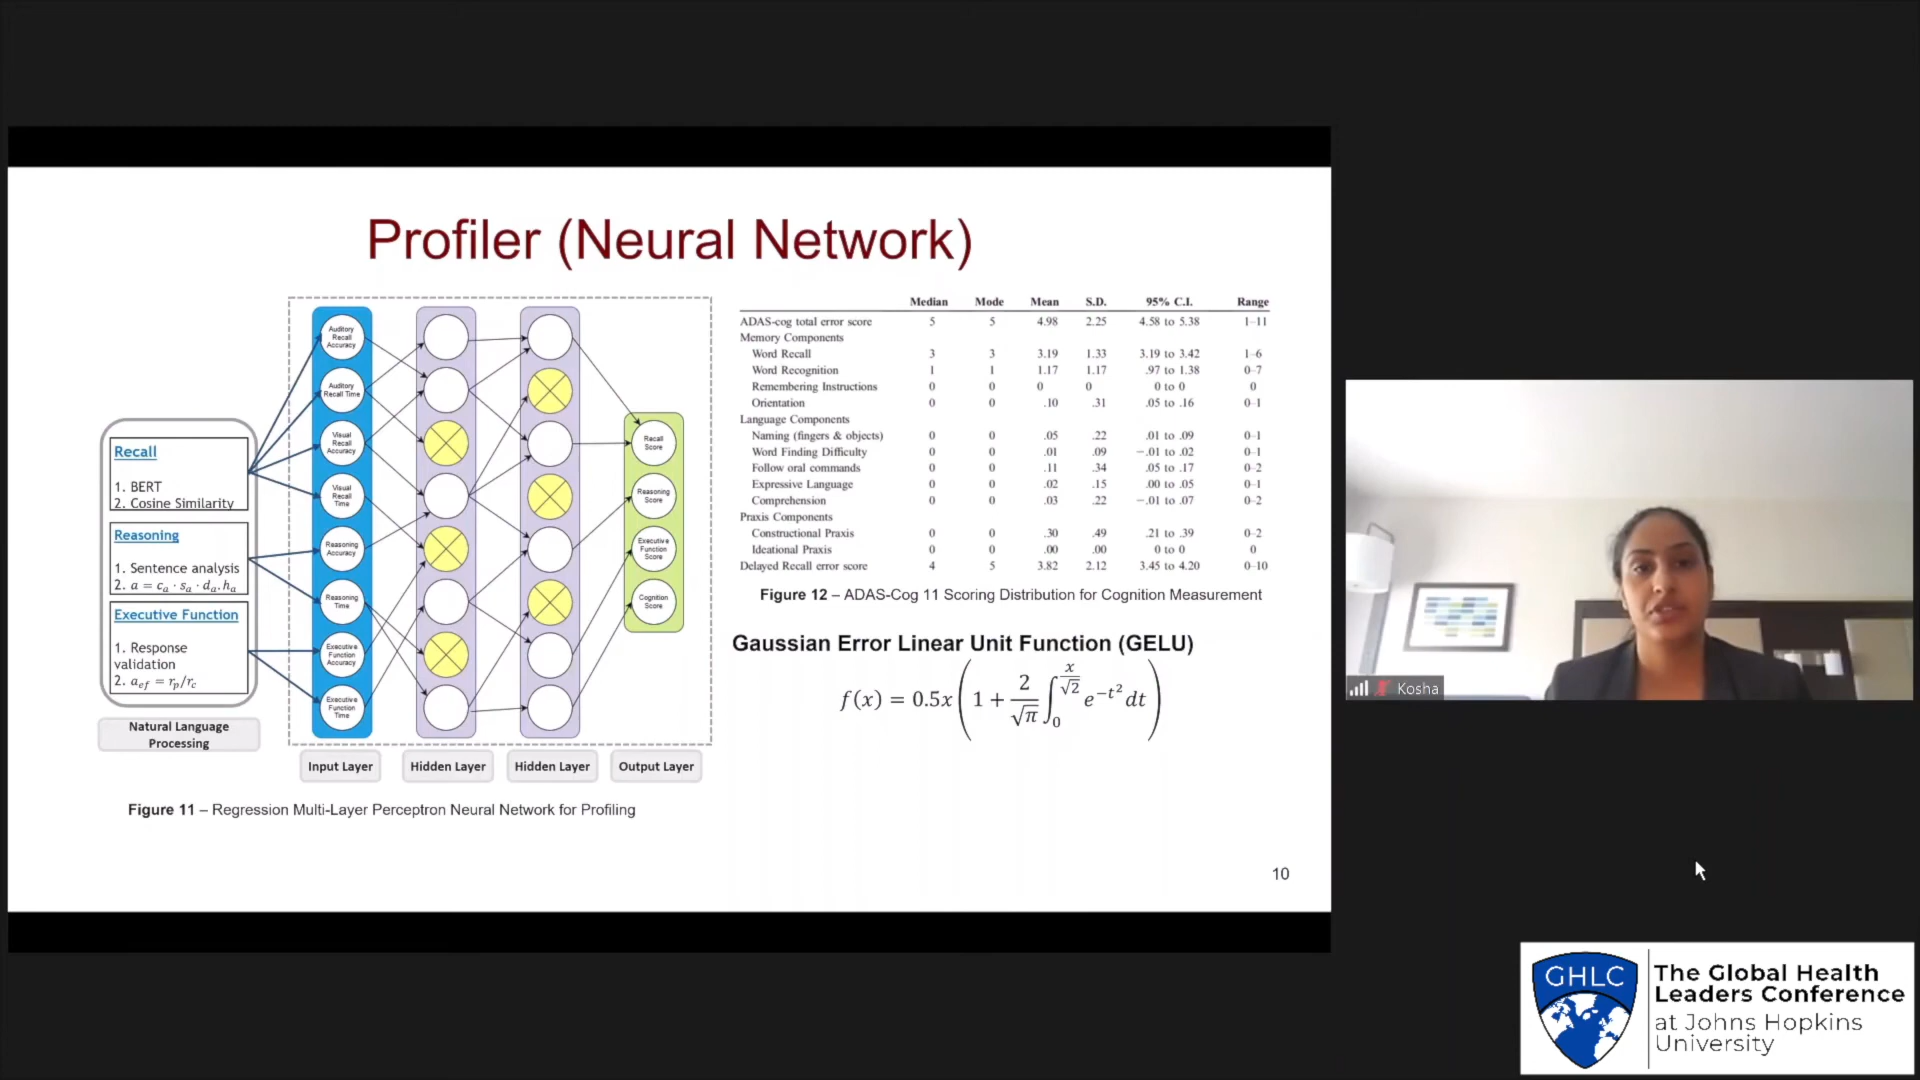 Profiler (Neural Network)
Recall
1. BERT
2. Cosine Similarity
Reasoning
1. Sentence analysis
2. a = cₐ · sₐ · dₐ. hₐ
Executive Function
1. Response
validation
2. a_ef = r_p/r_c
Natural Language
Processing
Auditory
Recall
Accuracy
Auditory
Recall Time
Visual
Recall
Accuracy
Visual
Recall
Time
Reasoning
Accuracy
Reasoning
Time
Executive
Function
Accuracy
Executive
Function
Time
Recall
Score
Reasoning
Score
Executive
Function
Score
Cognition
Score
Input Layer
Hidden Layer
Hidden Layer
Output Layer
Figure 11 – Regression Multi-Layer Perceptron Neural Network for Profiling
Median Mode Mean S.D. 95% C.I. Range
ADAS-cog total error score 5 5 4.98 2.25 4.58 to 5.38 1–11
Memory Components
Word Recall 3 3 3.19 1.33 3.19 to 3.42 1–6
Word Recognition 1 1 1.17 1.17 .97 to 1.38 0–7
Remembering Instructions 0 0 0 0 0 to 0 0
Orientation 0 0 .10 .31 .05 to .16 0–1
Language Components
Naming (fingers & objects) 0 0 .05 .22 .01 to .09 0–1
Word Finding Difficulty 0 0 .01 .09 −.01 to .02 0–1
Follow oral commands 0 0 .11 .34 .05 to .17 0–2
Expressive Language 0 0 .02 .15 .00 to .05 0–1
Comprehension 0 0 .03 .22 −.01 to .07 0–2
Praxis Components
Constructional Praxis 0 0 .30 .49 .21 to .39 0–2
Ideational Praxis 0 0 .00 .00 0 to 0 0
Delayed Recall error score 4 5 3.82 2.12 3.45 to 4.20 0–10
Figure 12 – ADAS-Cog 11 Scoring Distribution for Cognition Measurement
Gaussian Error Linear Unit Function (GELU)
f(x) = 0.5x(1 + 2/√π ∫₀^(x/√2) e^(−t²) dt)
10
Kosha
GHLC
The Global Health
Leaders Conference
at Johns Hopkins
University